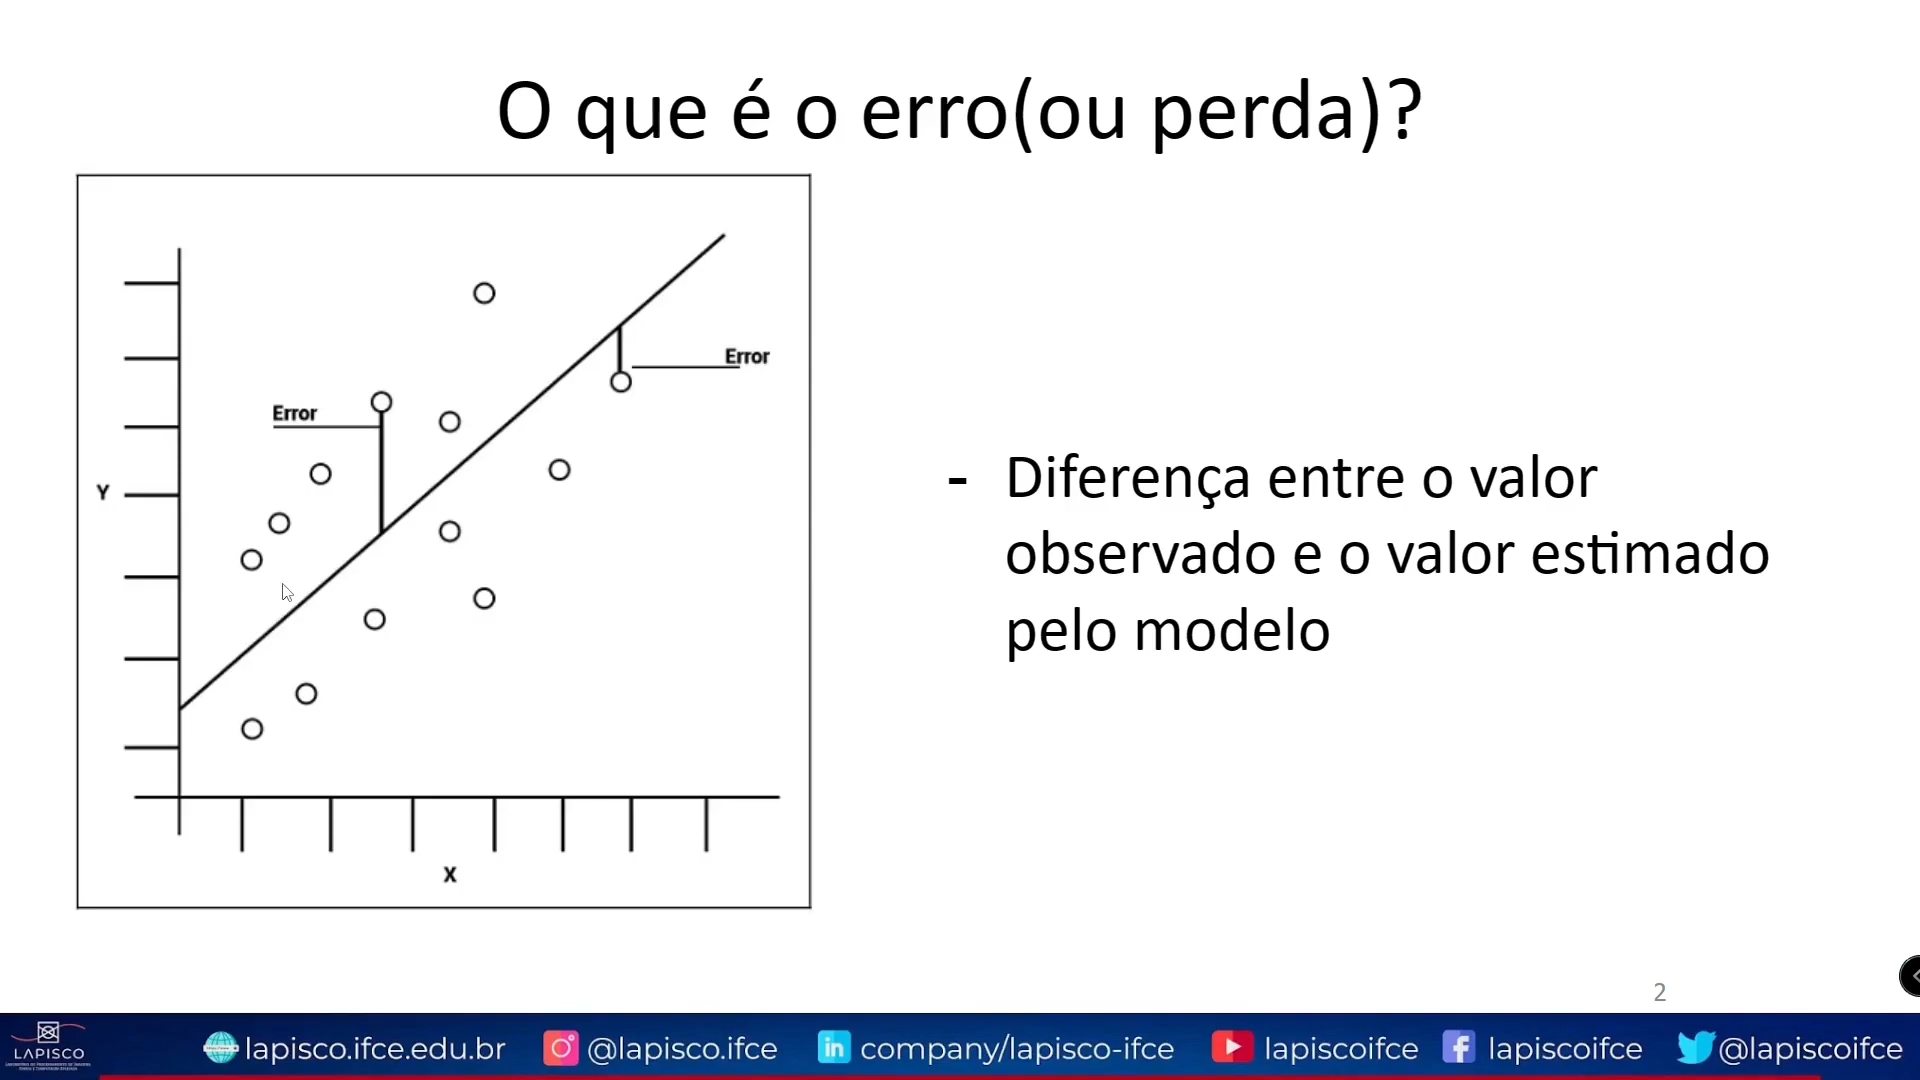 O que é o erro(ou perda)?
Error
Error
Y
X
- Diferença entre o valor
observado e o valor estimado
pelo modelo
2
LAPISCO
lapisco.ifce.edu.br
@lapisco.ifce
in company/lapisco-ifce
lapiscoifce
f lapiscoifce
@lapiscoifce